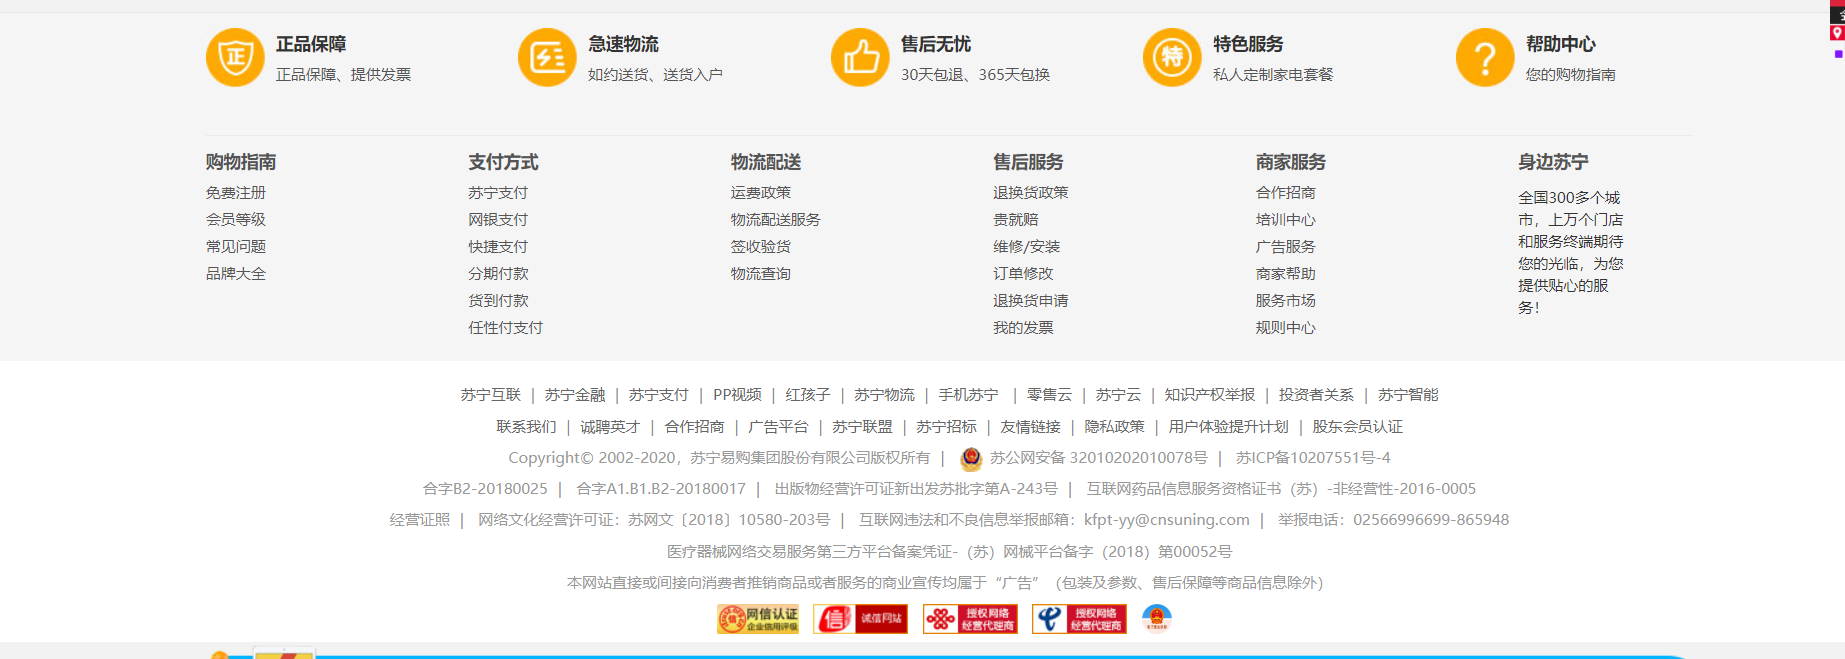 正 正品保障
正品保障、提供发票
急速物流
如约送货、送货入户
售后无忧
30天包退、365天包换
特 特色服务
私人定制家电套餐
? 帮助中心
您的购物指南
购物指南
免费注册
会员等级
常见问题
品牌大全
支付方式
苏宁支付
网银支付
快捷支付
分期付款
货到付款
任性付支付
物流配送
运费政策
物流配送服务
签收验货
物流查询
售后服务
退换货政策
贵就赔
维修/安装
订单修改
退换货申请
我的发票
商家服务
合作招商
培训中心
广告服务
商家帮助
服务市场
规则中心
身边苏宁
全国300多个城
市，上万个门店
和服务终端期待
您的光临，为您
提供贴心的服
务！
苏宁互联 | 苏宁金融 | 苏宁支付 | PP视频 | 红孩子 | 苏宁物流 | 手机苏宁 | 零售云 | 苏宁云 | 知识产权举报 | 投资者关系 | 苏宁智能
联系我们 | 诚聘英才 | 合作招商 | 广告平台 | 苏宁联盟 | 苏宁招标 | 友情链接 | 隐私政策 | 用户体验提升计划 | 股东会员认证
Copyright© 2002-2020，苏宁易购集团股份有限公司版权所有 | 苏公网安备 32010202010078号 | 苏ICP备10207551号-4
合字B2-20180025 | 合字A1.B1.B2-20180017 | 出版物经营许可证新出发苏批字第A-243号 | 互联网药品信息服务资格证书（苏）-非经营性-2016-0005
经营证照 | 网络文化经营许可证：苏网文〔2018〕10580-203号 | 互联网违法和不良信息举报邮箱：kfpt-yy@cnsuning.com | 举报电话：02566996699-865948
医疗器械网络交易服务第三方平台备案凭证-（苏）网械平台备字（2018）第00052号
本网站直接或间接向消费者推销商品或者服务的商业宣传均属于“广告”（包装及参数、售后保障等商品信息除外）
信 网信认证
企业信用评级
信 诚信网站
授权网络
经营代理商
授权网络
经营代理商